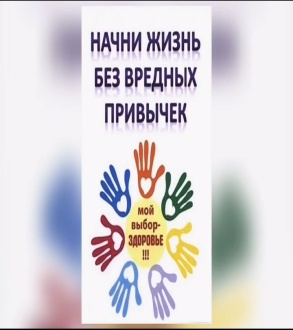 НАЧНИ ЖИЗНЬ
БЕЗ ВРЕДНЫХ
ПРИВЫЧЕК
мой
выбор-
ЗДОРОВЬЕ
!!!